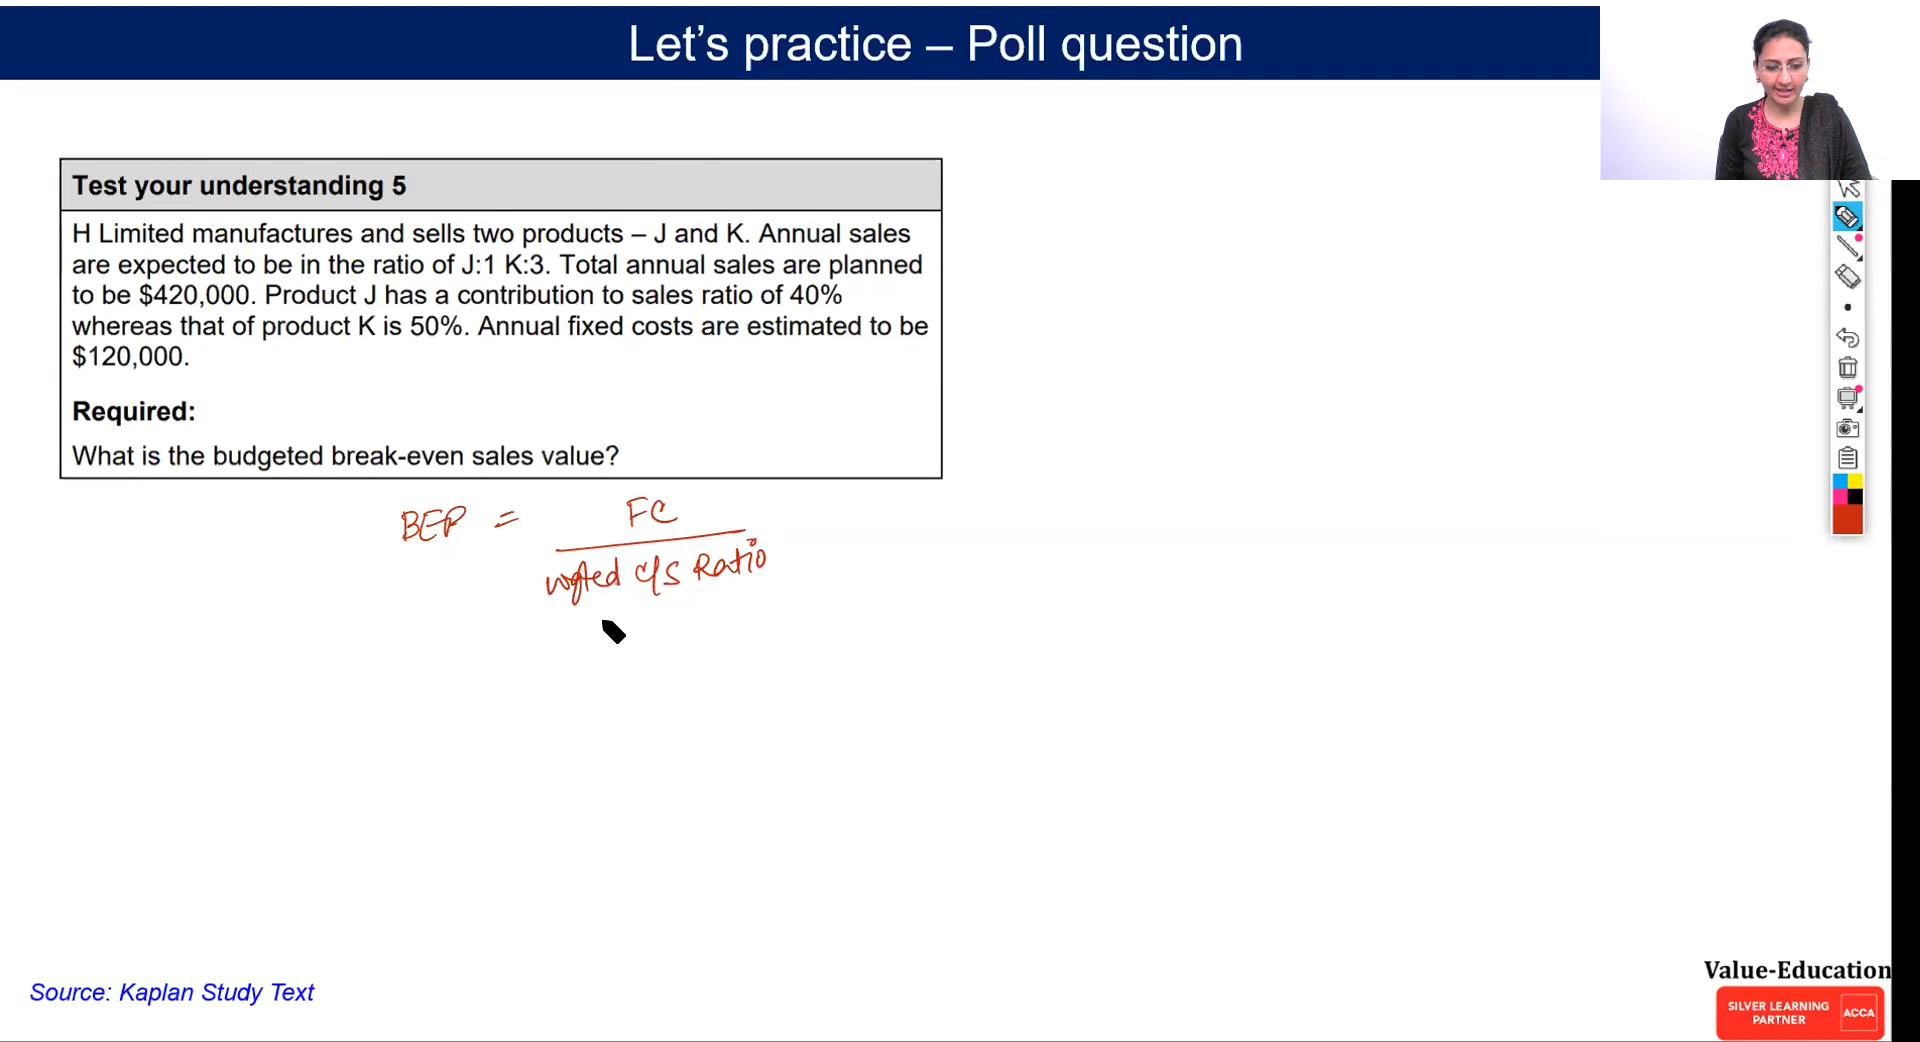 Let's practice – Poll question
Test your understanding 5
H Limited manufactures and sells two products – J and K. Annual sales
are expected to be in the ratio of J:1 K:3. Total annual sales are planned
to be $420,000. Product J has a contribution to sales ratio of 40%
whereas that of product K is 50%. Annual fixed costs are estimated to be
$120,000.
Required:
What is the budgeted break-even sales value?
BEP = FC
wgted C/S Ratio
Source: Kaplan Study Text
Value-Education
SILVER LEARNING
PARTNER
ACCA